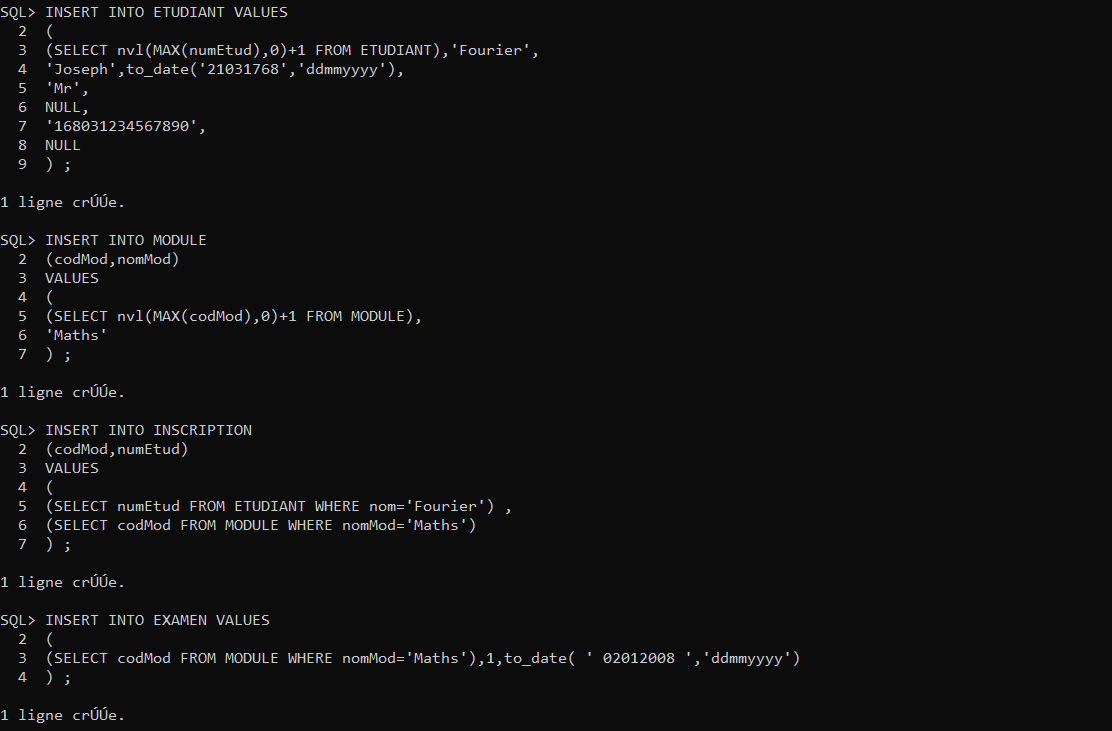 SQL> INSERT INTO ETUDIANT VALUES
2 (
3 (SELECT nvl(MAX(numEtud),0)+1 FROM ETUDIANT),'Fourier',
4 'Joseph',to_date('21031768','ddmmyyyy'),
5 'Mr',
6 NULL,
7 '168031234567890',
8 NULL
9 ) ;
1 ligne crÚÚe.
SQL> INSERT INTO MODULE
2 (codMod,nomMod)
3 VALUES
4 (
5 (SELECT nvl(MAX(codMod),0)+1 FROM MODULE),
6 'Maths'
7 ) ;
1 ligne crÚÚe.
SQL> INSERT INTO INSCRIPTION
2 (codMod,numEtud)
3 VALUES
4 (
5 (SELECT numEtud FROM ETUDIANT WHERE nom='Fourier') ,
6 (SELECT codMod FROM MODULE WHERE nomMod='Maths')
7 ) ;
1 ligne crÚÚe.
SQL> INSERT INTO EXAMEN VALUES
2 (
3 (SELECT codMod FROM MODULE WHERE nomMod='Maths'),1,to_date( ' 02012008 ','ddmmyyyy')
4 ) ;
1 ligne crÚÚe.